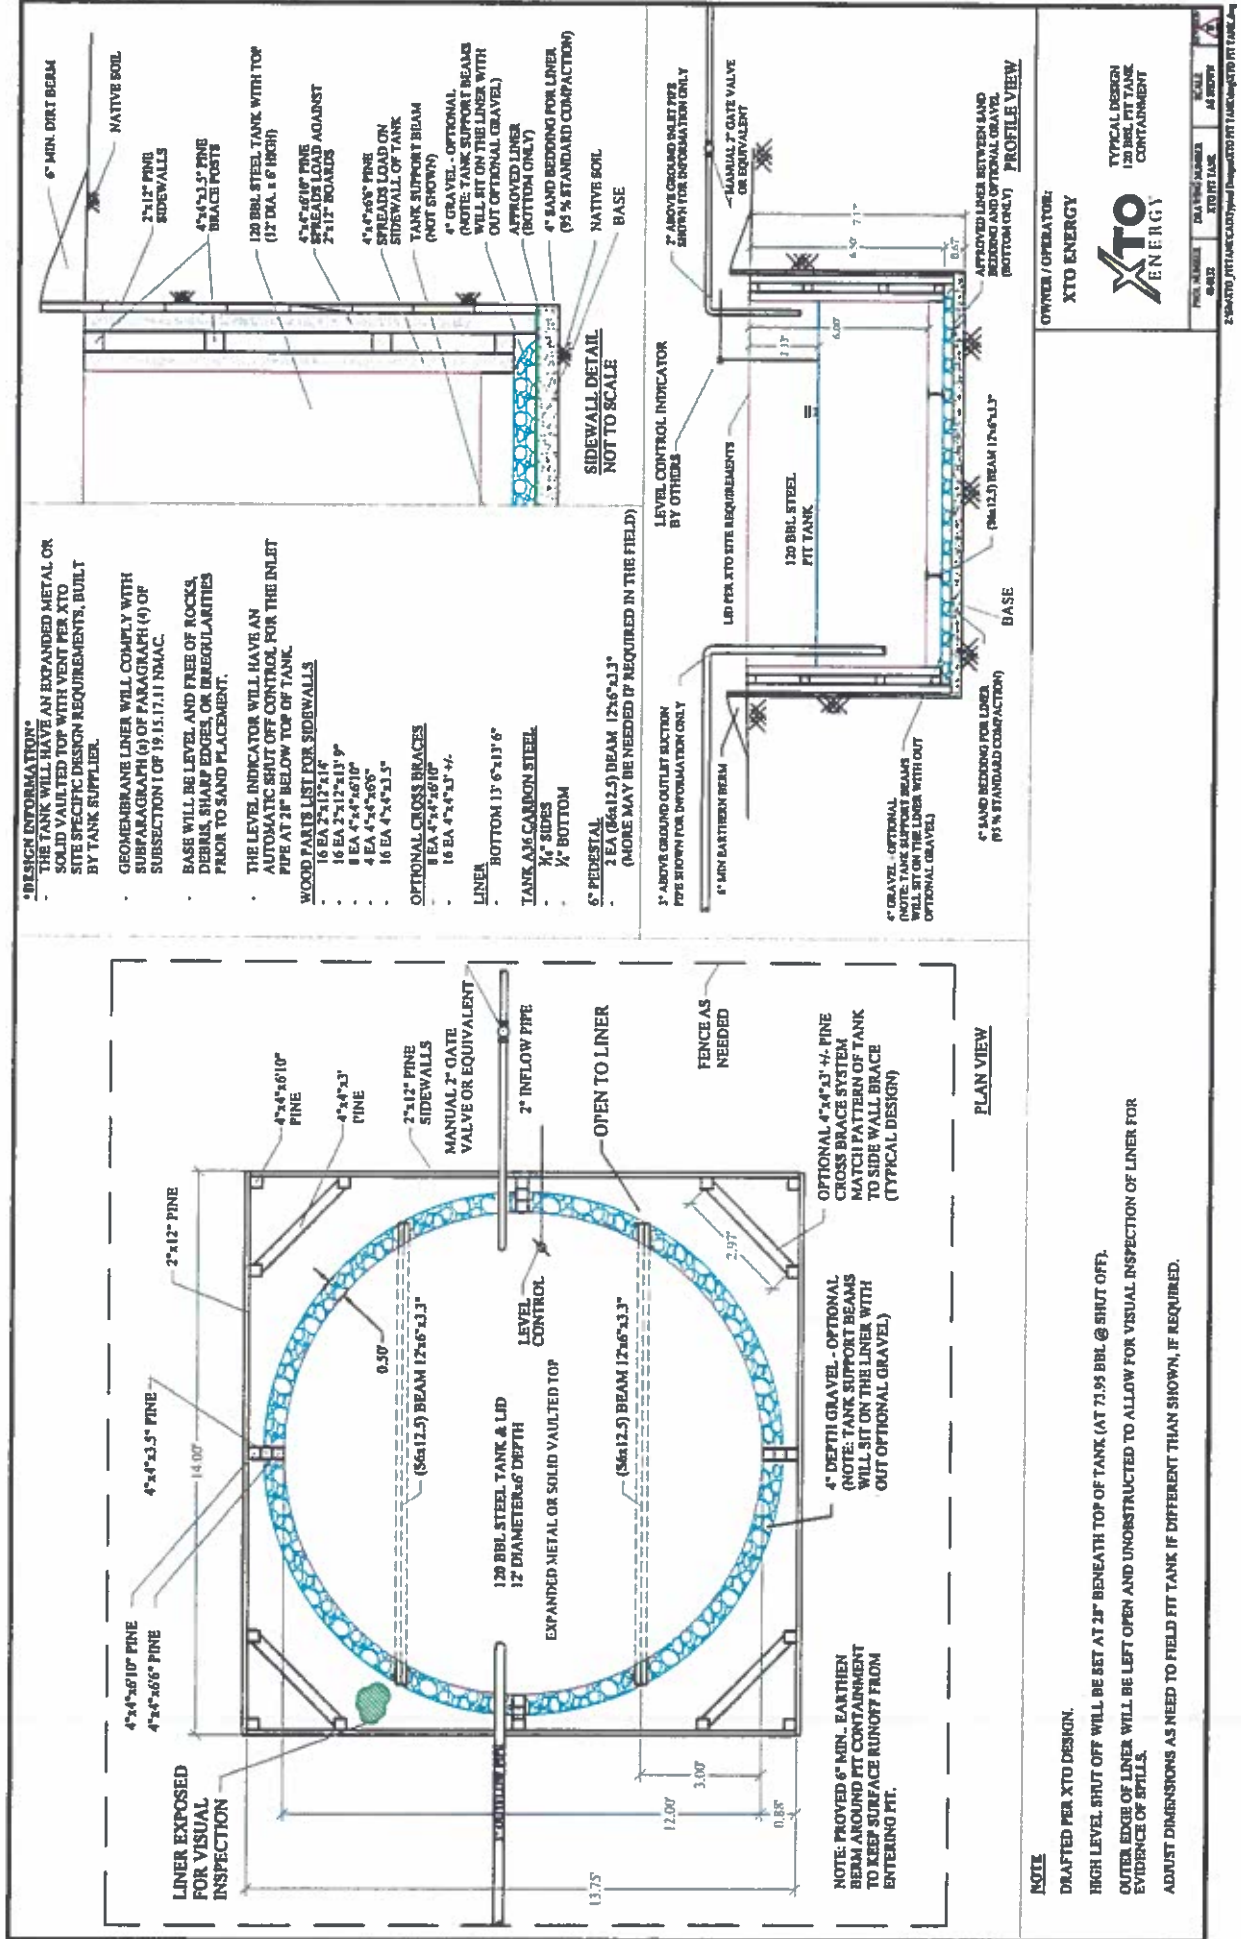 *DESIGN INFORMATION*
- THE TANK WILL HAVE AN EXPANDED METAL OR
SOLID VAULTED TOP WITH VENT PER XTO
SITE SPECIFIC DESIGN REQUIREMENTS, BUILT
BY TANK SUPPLIER.
- GEOMEMBRANE LINER WILL COMPLY WITH
SUBPARAGRAPH (a) OF PARAGRAPH (4) OF
SUBSECTION I OF 19.15.17.11 NMAC.
- BASE WILL BE LEVEL AND FREE OF ROCKS,
DEBRIS, SHARP EDGES, OR IRREGULARITIES
PRIOR TO SAND PLACEMENT.
- THE LEVEL INDICATOR WILL HAVE AN
AUTOMATIC SHUT OFF CONTROL FOR THE INLET
PIPE AT 28" BELOW TOP OF TANK.
WOOD PARTS LIST FOR SIDEWALLS
- 16 EA 2"x12"x14'
- 16 EA 2"x12"x13'9"
- 8 EA 4"x4"x6'10"
- 4 EA 4"x4"x6'6"
- 16 EA 4"x4"x3.5"
OPTIONAL CROSS BRACES
- 8 EA 4"x4"x6'10"
- 16 EA 4"x4"x3' +/-
LINER
- BOTTOM 13' 6"x13' 6"
TANK A36 CARBON STEEL
- SIDES
- ¼" BOTTOM
6" PEDESTAL
- 2 EA (S6x12.5) BEAM 12'x6"x3.3"
(MORE MAY BE NEEDED IF REQUIRED IN THE FIELD)
6" MIN. DIRT BERM
NATIVE SOIL
2"x12" PINE
SIDEWALLS
4"x4"x3.5" PINE
BRACE POSTS
120 BBL STEEL TANK WITH TOP
(12' DIA. x 6' HIGH)
4"x4"x6'10" PINE
SPREADS LOAD AGAINST
2"x12" BOARDS
4"x4"x6'6" PINE
SPREADS LOAD ON
SIDEWALL OF TANK
TANK SUPPORT BEAM
(NOT SHOWN)
4" GRAVEL - OPTIONAL
(NOTE: TANK SUPPORT BEAMS
WILL SIT ON THE LINER WITH
OUT OPTIONAL GRAVEL)
APPROVED LINER
(BOTTOM ONLY)
4" SAND BEDDING FOR LINER
(95 % STANDARD COMPACTION)
NATIVE SOIL
BASE
SIDEWALL DETAIL
NOT TO SCALE
4"x4"x6'10" PINE
4"x4"x6'6" PINE
4"x4"x3.5" PINE
2"x12" PINE
4"x4"x6'10"
PINE
4"x4"x3'
PINE
2"x12" PINE
SIDEWALLS
MANUAL 2" GATE
VALVE OR EQUIVALENT
2" INFLOW PIPE
OPEN TO LINER
FENCE AS
NEEDED
LINER EXPOSED
FOR VISUAL
INSPECTION
14.00'
0.50'
(S6x12.5) BEAM 12'x6"x3.3"
LEVEL
CONTROL
120 BBL STEEL TANK & LID
12' DIAMETERx6' DEPTH
EXPANDED METAL OR SOLID VAULTED TOP
(S6x12.5) BEAM 12'x6"x3.3"
2.97'
3.00'
12.00'
0.88'
13.75'
OPTIONAL 4"x4"x3' +/- PINE
CROSS BRACE SYSTEM
MATCH PATTERN OF TANK
TO SIDE WALL BRACE
(TYPICAL DESIGN)
4" DEPTH GRAVEL - OPTIONAL
(NOTE: TANK SUPPORT BEAMS
WILL SIT ON THE LINER WITH
OUT OPTIONAL GRAVEL)
NOTE: PROVED 6" MIN.. EARTHEN
BERM AROUND PIT CONTAINMENT
TO KEEP SURFACE RUNOFF FROM
ENTERING PIT.
PLAN VIEW
3" ABOVE GROUND OUTLET SUCTION
PIPE SHOWN FOR INFORMATION ONLY
6" MIN EARTHERN BERM
LID PER XTO SITE REQUIREMENTS
LEVEL CONTROL INDICATOR
BY OTHERS
2" ABOVE GROUND INLET PIPE
SHOWN FOR INFORMATION ONLY
MANUAL 2" GATE VALVE
OR EQUIVALENT
120 BBL STEEL
PIT TANK
2.33'
6.00'
6.50'
0.67'
4" GRAVEL - OPTIONAL
(NOTE: TANK SUPPORT BEAMS
WILL SIT ON THE LINER WITH OUT
OPTIONAL GRAVEL)
4" SAND BEDDING FOR LINER
(95 % STANDARD COMPACTION)
BASE
(S6x12.5) BEAM 12'x6"x3.3"
APPROVED LINER BETWEEN SAND
BEDDING AND OPTIONAL GRAVEL
(BOTTOM ONLY)
PROFILE VIEW
NOTE
DRAFTED PER XTO DESIGN.
HIGH LEVEL SHUT OFF WILL BE SET AT 28" BENEATH TOP OF TANK (AT 73.95 BBL @ SHUT OFF).
OUTER EDGE OF LINER WILL BE LEFT OPEN AND UNOBSTRUCTED TO ALLOW FOR VISUAL INSPECTION OF LINER FOR
EVIDENCE OF SPILLS.
ADJUST DIMENSIONS AS NEED TO FIELD FIT TANK IF DIFFERENT THAN SHOWN, IF REQUIRED.
OWNER / OPERATOR:
XTO ENERGY
XTO
ENERGY
TYPICAL DESIGN
120 BBL PIT TANK
CONTAINMENT
DRAWING NUMBER
XTO PIT TANK
SCALE
AS SHOWN